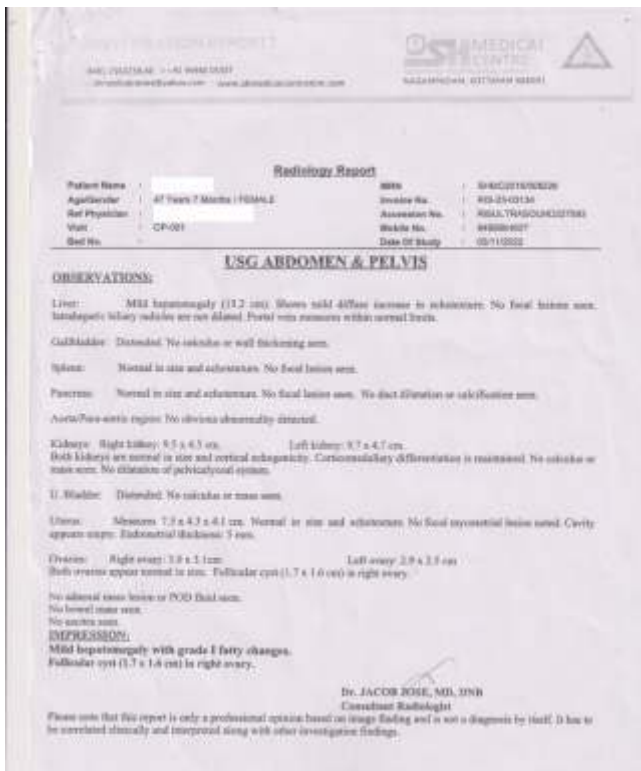 MEDICAL
CENTRE
NAGAMPADAM, KOTTAYAM
Radiology Report
Patient Name :
MRN :
Age/Gender : 47 Years 7 Months / FEMALE
Invoice No. :
Ref Physician :
Accession No. :
Visit : OP-001
Mobile No. :
Bed No. :
Date Of Study :
USG ABDOMEN & PELVIS
OBSERVATIONS:
Liver: Mild hepatomegaly (15.2 cm). Shows mild diffuse increase in echotexture. No focal lesions seen.
Intrahepatic biliary radicles are not dilated. Portal vein measures within normal limits.
Gallbladder: Distended. No calculus or wall thickening seen.
Spleen: Normal in size and echotexture. No focal lesion seen.
Pancreas: Normal in size and echotexture. No focal lesion seen. No duct dilatation or calcification seen.
Aorta/Para-aortic region: No obvious abnormality detected.
Kidneys: Right kidney: 9.5 x 4.5 cm. Left kidney: 9.7 x 4.7 cm.
Both kidneys are normal in size and cortical echogenicity. Corticomedullary differentiation is maintained. No calculus or
mass seen. No dilatation of pelvicalyceal system.
U. Bladder: Distended. No calculus or mass seen.
Uterus: Measures 7.5 x 4.3 x 4.1 cm. Normal in size and echotexture. No focal myometrial lesion noted. Cavity
appears empty. Endometrial thickness: 5 mm.
Ovaries: Right ovary: Left ovary: 2.9 x 2.5 cm
Both ovaries appear normal in size. Follicular cyst (1.7 x 1.6 cm) in right ovary.
No adnexal mass lesion or POD fluid seen.
No bowel mass seen.
No ascites seen.
IMPRESSION:
Mild hepatomegaly with grade I fatty changes.
Follicular cyst (1.7 x 1.6 cm) in right ovary.
Dr. JACOB JOSE, MD, DNB
Consultant Radiologist
Please note that this report is only a professional opinion based on image finding and is not a diagnosis by itself. It has to
be correlated clinically and interpreted along with other investigation findings.